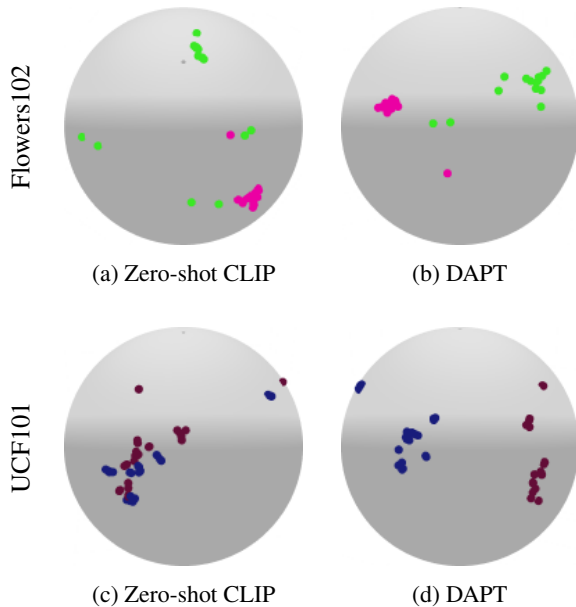 Flowers102
(a) Zero-shot CLIP
(b) DAPT
UCF101
(c) Zero-shot CLIP
(d) DAPT